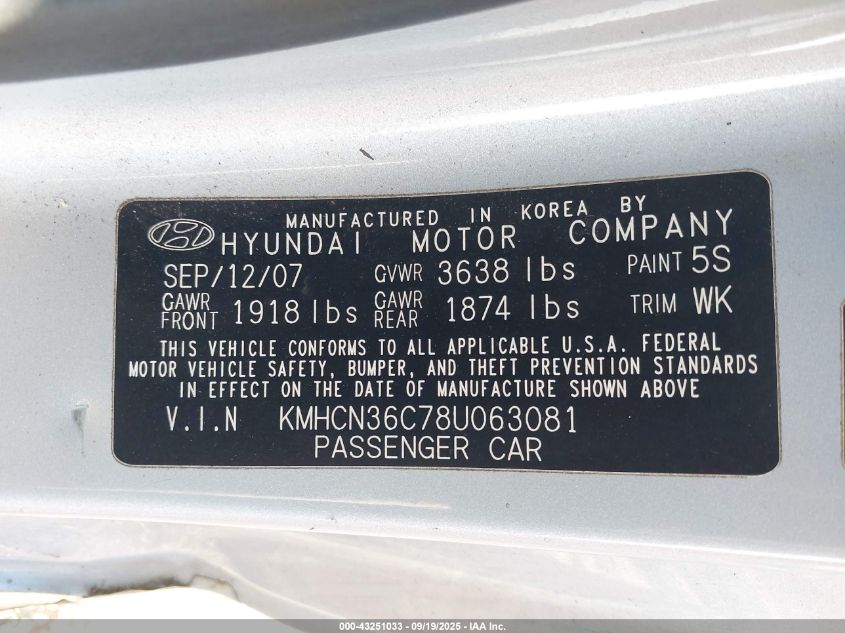 MANUFACTURED IN KOREA BY
HYUNDAI MOTOR COMPANY
SEP/12/07 GVWR 3638 lbs PAINT 5S
GAWR FRONT 1918 lbs GAWR REAR 1874 lbs TRIM WK
THIS VEHICLE CONFORMS TO ALL APPLICABLE U.S.A. FEDERAL
MOTOR VEHICLE SAFETY, BUMPER, AND THEFT PREVENTION STANDARDS
IN EFFECT ON THE DATE OF MANUFACTURE SHOWN ABOVE
V.I.N KMHCN36C78U063081
PASSENGER CAR
000-43251033 - 09/19/2025 - IAA Inc.